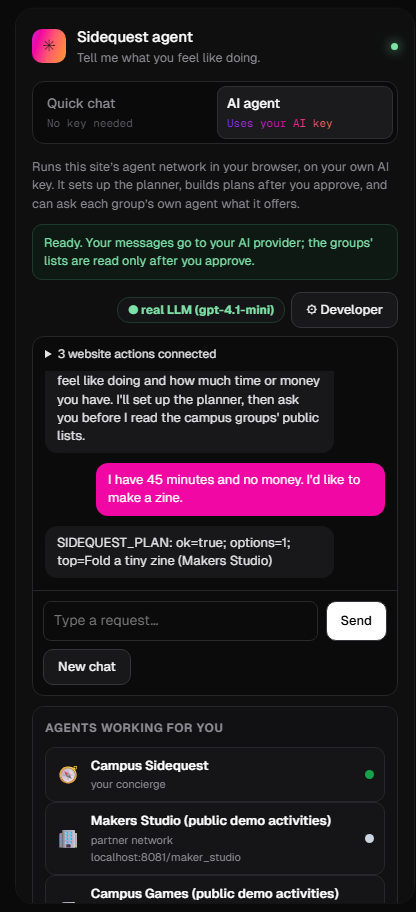 Sidequest agent
Tell me what you feel like doing.
Quick chat
No key needed
AI agent
Uses your AI key
Runs this site's agent network in your browser, on your own AI
key. It sets up the planner, builds plans after you approve, and
can ask each group's own agent what it offers.
Ready. Your messages go to your AI provider; the groups'
lists are read only after you approve.
real LLM (gpt-4.1-mini)
⚙ Developer
▶ 3 website actions connected
feel like doing and how much time or money
you have. I'll set up the planner, then ask
you before I read the campus groups' public
lists.
I have 45 minutes and no money. I'd like to
make a zine.
SIDEQUEST_PLAN: ok=true; options=1;
top=Fold a tiny zine (Makers Studio)
Type a request...
Send
New chat
AGENTS WORKING FOR YOU
Campus Sidequest
your concierge
Makers Studio (public demo activities)
partner network
localhost:8081/maker_studio
Campus Games (public demo activities)